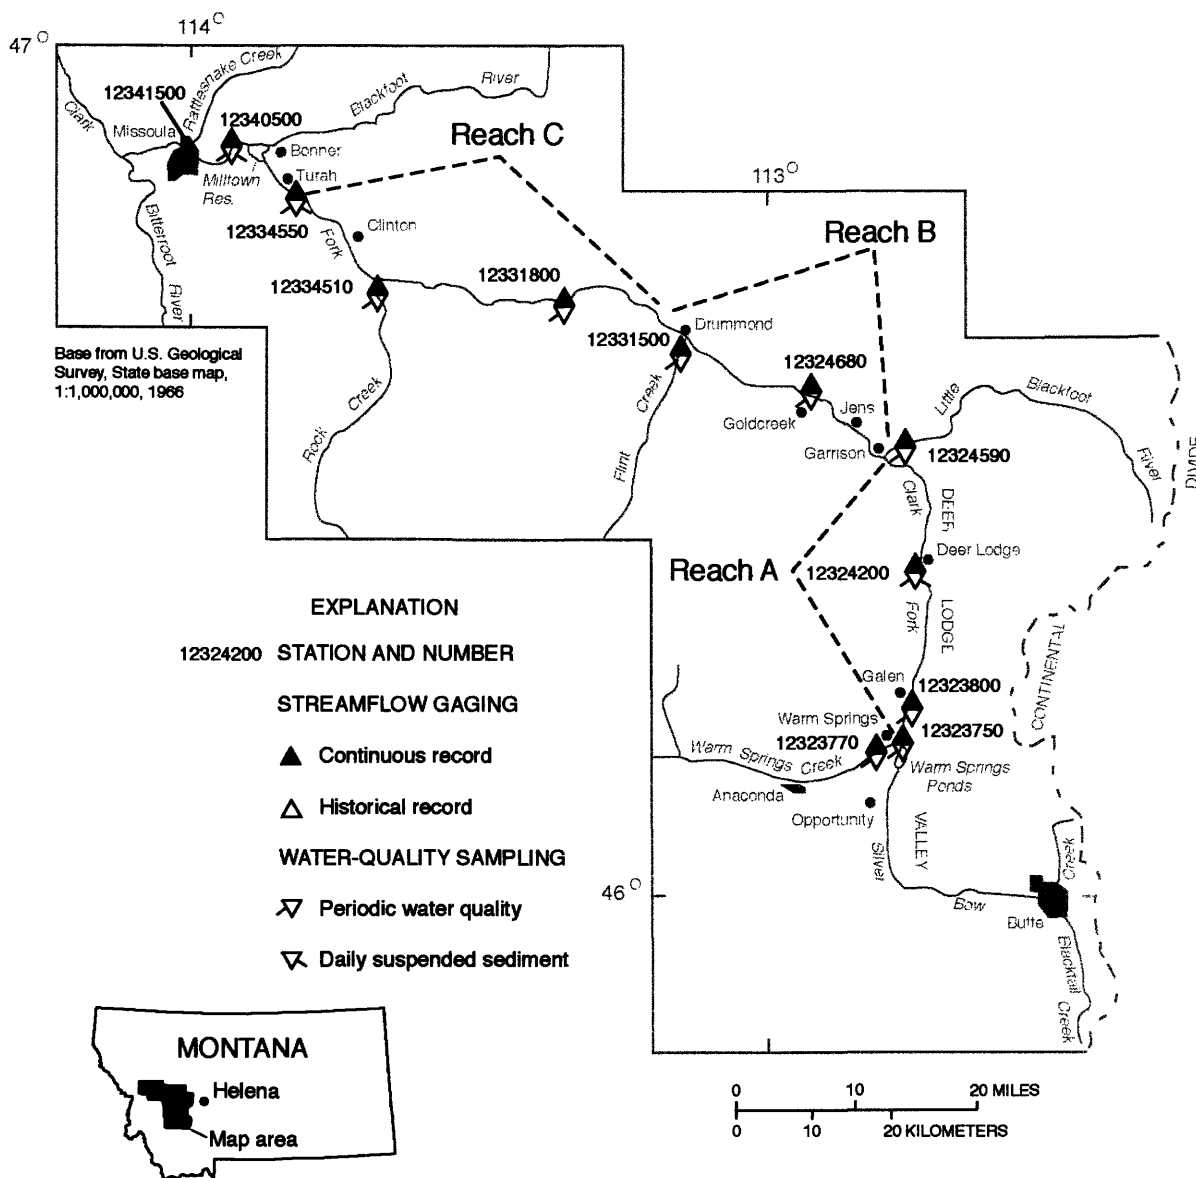 114°
47°
12341500
Rattlesnake Creek
Blackfoot
River
Clark
Missoula
12340500
Reach C
Bonner
Milltown
Res.
Turah
113°
Bitterroot
River
12334550
Fork
Clinton
Reach B
12334510
12331800
Drummond
12331500
12324680
Base from U.S. Geological
Survey, State base map,
1:1,000,000, 1966
Rock
Creek
Flint
Creek
Goldcreek
Jens
Garrison
Little
Blackfoot
River
12324590
DIVIDE
Clark
DEER
Reach A
12324200
Deer Lodge
Fork
LODGE
CONTINENTAL
EXPLANATION
12324200 STATION AND NUMBER
STREAMFLOW GAGING
Continuous record
Historical record
WATER-QUALITY SAMPLING
Periodic water quality
Daily suspended sediment
Galen
12323800
Warm Springs
12323770
12323750
Warm Springs Creek
Warm Springs
Ponds
Anaconda
Opportunity
VALLEY
Silver
Bow
Creek
46°
Butte
Blacktail
Creek
MONTANA
Helena
Map area
0 10 20 MILES
0 10 20 KILOMETERS